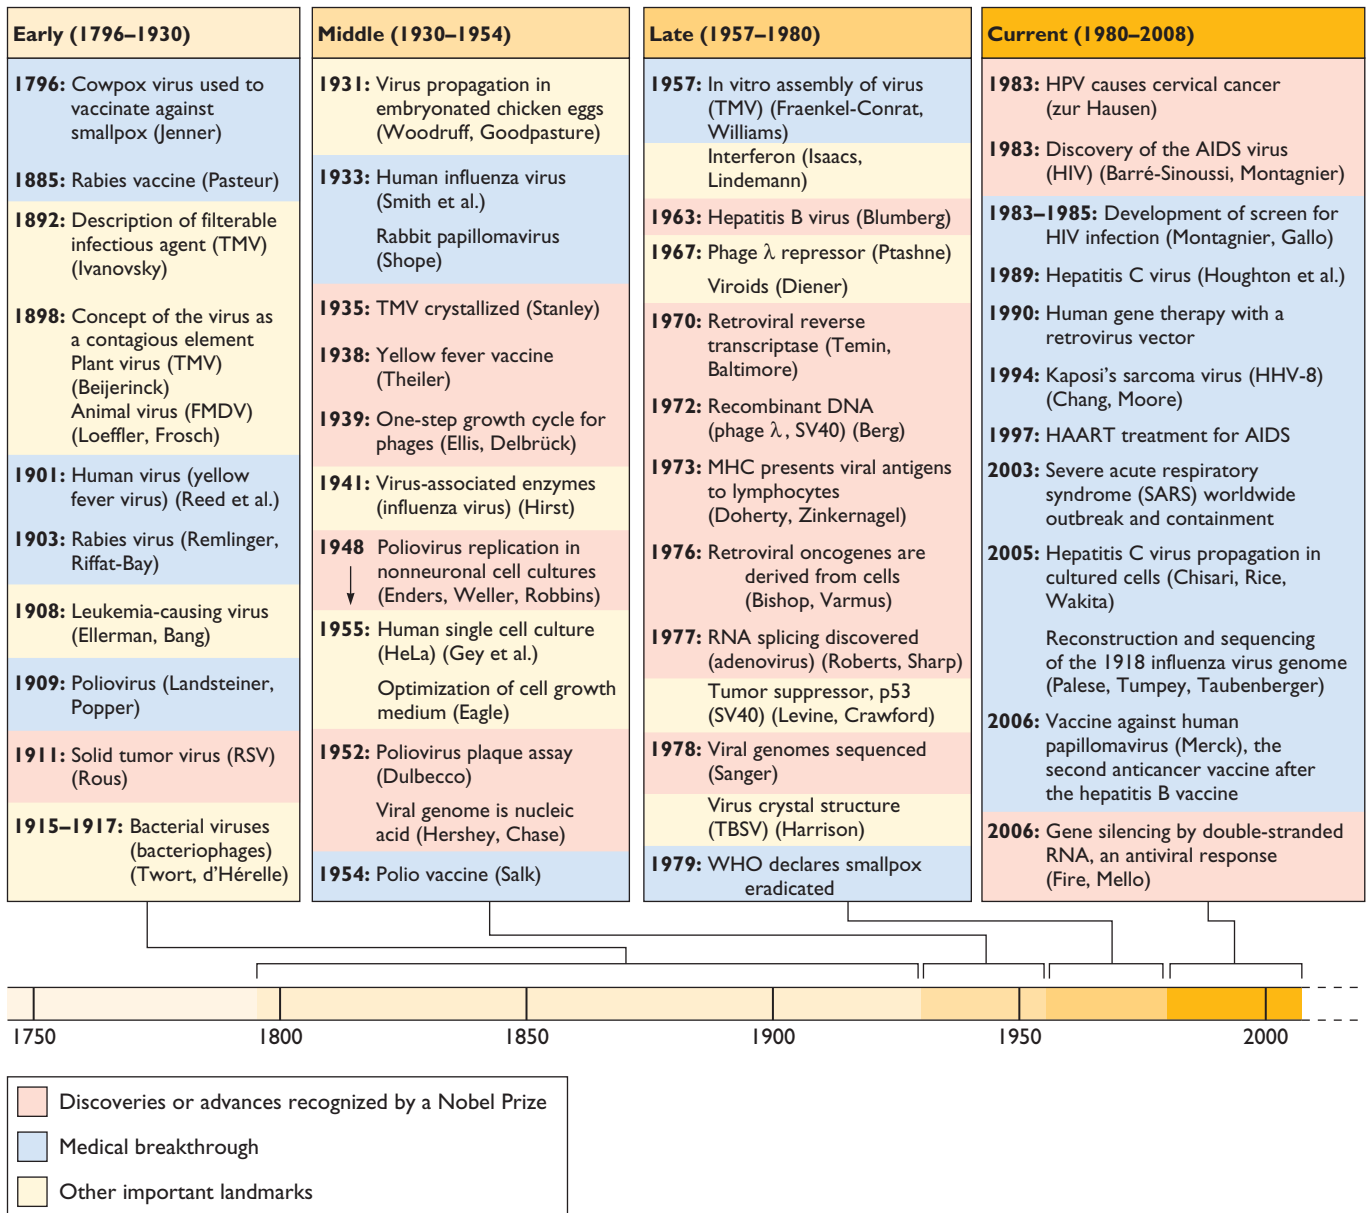 Early (1796–1930)
1796: Cowpox virus used to
vaccinate against
smallpox (Jenner)
1885: Rabies vaccine (Pasteur)
1892: Description of filterable
infectious agent (TMV)
(Ivanovsky)
1898: Concept of the virus as
a contagious element
Plant virus (TMV)
(Beijerinck)
Animal virus (FMDV)
(Loeffler, Frosch)
1901: Human virus (yellow
fever virus) (Reed et al.)
1903: Rabies virus (Remlinger,
Riffat-Bay)
1908: Leukemia-causing virus
(Ellerman, Bang)
1909: Poliovirus (Landsteiner,
Popper)
1911: Solid tumor virus (RSV)
(Rous)
1915–1917: Bacterial viruses
(bacteriophages)
(Twort, d’Hérelle)
Middle (1930–1954)
1931: Virus propagation in
embryonated chicken eggs
(Woodruff, Goodpasture)
1933: Human influenza virus
(Smith et al.)
Rabbit papillomavirus
(Shope)
1935: TMV crystallized (Stanley)
1938: Yellow fever vaccine
(Theiler)
1939: One-step growth cycle for
phages (Ellis, Delbrück)
1941: Virus-associated enzymes
(influenza virus) (Hirst)
1948 Poliovirus replication in
nonneuronal cell cultures
(Enders, Weller, Robbins)
1955: Human single cell culture
(HeLa) (Gey et al.)
Optimization of cell growth
medium (Eagle)
1952: Poliovirus plaque assay
(Dulbecco)
Viral genome is nucleic
acid (Hershey, Chase)
1954: Polio vaccine (Salk)
Late (1957–1980)
1957: In vitro assembly of virus
(TMV) (Fraenkel-Conrat,
Williams)
Interferon (Isaacs,
Lindemann)
1963: Hepatitis B virus (Blumberg)
1967: Phage λ repressor (Ptashne)
Viroids (Diener)
1970: Retroviral reverse
transcriptase (Temin,
Baltimore)
1972: Recombinant DNA
(phage λ, SV40) (Berg)
1973: MHC presents viral antigens
to lymphocytes
(Doherty, Zinkernagel)
1976: Retroviral oncogenes are
derived from cells
(Bishop, Varmus)
1977: RNA splicing discovered
(adenovirus) (Roberts, Sharp)
Tumor suppressor, p53
(SV40) (Levine, Crawford)
1978: Viral genomes sequenced
(Sanger)
Virus crystal structure
(TBSV) (Harrison)
1979: WHO declares smallpox
eradicated
Current (1980–2008)
1983: HPV causes cervical cancer
(zur Hausen)
1983: Discovery of the AIDS virus
(HIV) (Barré-Sinoussi, Montagnier)
1983–1985: Development of screen for
HIV infection (Montagnier, Gallo)
1989: Hepatitis C virus (Houghton et al.)
1990: Human gene therapy with a
retrovirus vector
1994: Kaposi’s sarcoma virus (HHV-8)
(Chang, Moore)
1997: HAART treatment for AIDS
2003: Severe acute respiratory
syndrome (SARS) worldwide
outbreak and containment
2005: Hepatitis C virus propagation in
cultured cells (Chisari, Rice,
Wakita)
Reconstruction and sequencing
of the 1918 influenza virus genome
(Palese, Tumpey, Taubenberger)
2006: Vaccine against human
papillomavirus (Merck), the
second anticancer vaccine after
the hepatitis B vaccine
2006: Gene silencing by double-stranded
RNA, an antiviral response
(Fire, Mello)
1750 1800 1850 1900 1950 2000
Discoveries or advances recognized by a Nobel Prize
Medical breakthrough
Other important landmarks